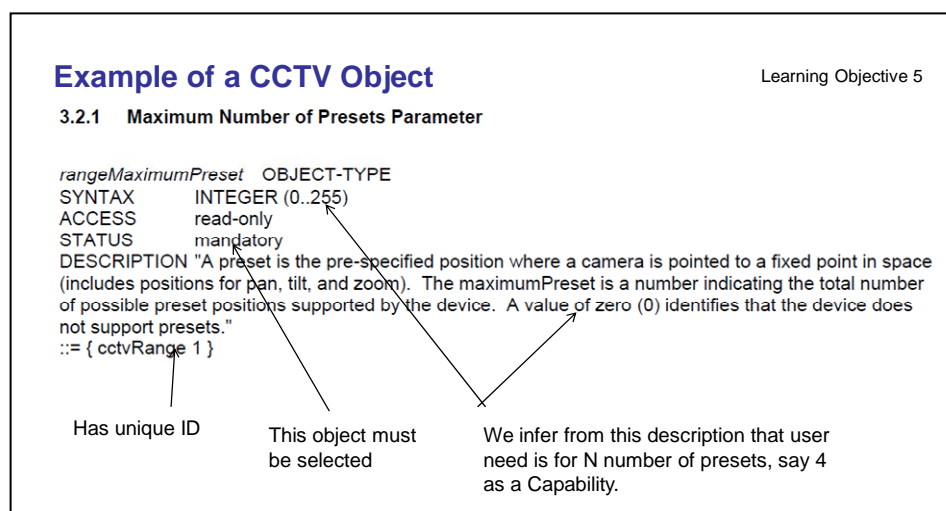 Example of a CCTV Object
Learning Objective 5
3.2.1 Maximum Number of Presets Parameter
rangeMaximumPreset OBJECT-TYPE
SYNTAX INTEGER (0..255)
ACCESS read-only
STATUS mandatory
DESCRIPTION "A preset is the pre-specified position where a camera is pointed to a fixed point in space
(includes positions for pan, tilt, and zoom). The maximumPreset is a number indicating the total number
of possible preset positions supported by the device. A value of zero (0) identifies that the device does
not support presets."
::= { cctvRange 1 }
Has unique ID
This object must
be selected
We infer from this description that user
need is for N number of presets, say 4
as a Capability.